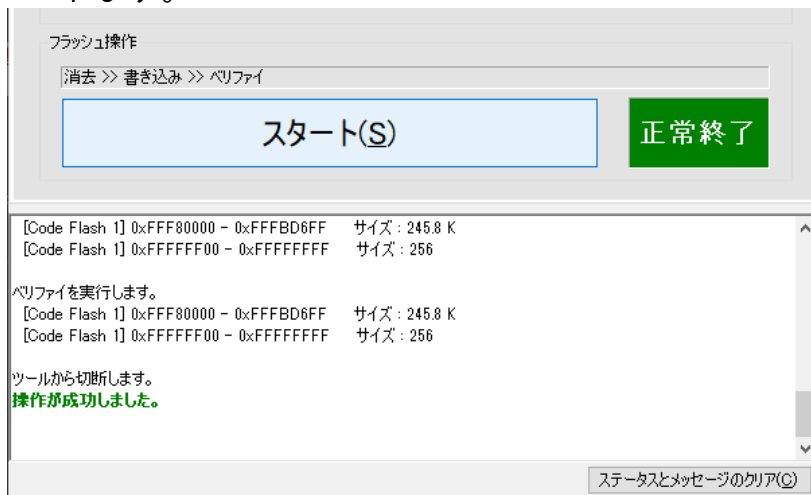 フラッシュ操作
消去 >> 書き込み >> ベリファイ
スタート(S)
正常終了
[Code Flash 1] 0xFFF80000 - 0xFFFBD6FF サイズ : 245.8 K
[Code Flash 1] 0xFFFFFF00 - 0xFFFFFFFF サイズ : 256
ベリファイを実行します。
[Code Flash 1] 0xFFF80000 - 0xFFFBD6FF サイズ : 245.8 K
[Code Flash 1] 0xFFFFFF00 - 0xFFFFFFFF サイズ : 256
ツールから切断します。
操作が成功しました。
ステータスとメッセージのクリア(C)